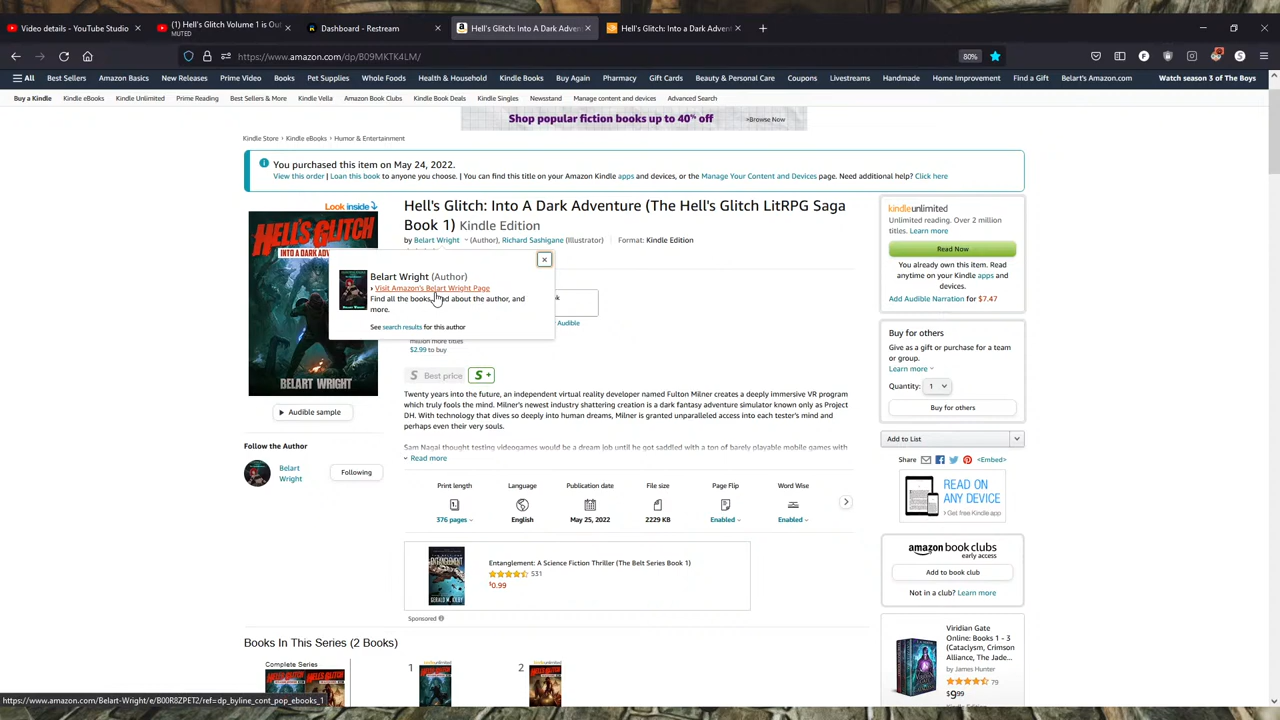 Video details - YouTube Studio
(1) Hell's Glitch Volume 1 is Out
MUTED
Dashboard - Restream
Hell's Glitch: Into A Dark Adven
Hell's Glitch: Into a Dark Advent
https://www.amazon.com/dp/B09MKTK4LM/
80%
All Best Sellers Amazon Basics New Releases Prime Video Books Pet Supplies Whole Foods Health & Household Kindle Books Buy Again Pharmacy Gift Cards Beauty & Personal Care Coupons Livestreams Handmade Home Improvement Find a Gift Belart's Amazon.com Watch season 3 of The Boys
Buy a Kindle Kindle eBooks Kindle Unlimited Prime Reading Best Sellers & More Kindle Vella Amazon Book Clubs Kindle Book Deals Kindle Singles Newsstand Manage content and devices Advanced Search
Shop popular fiction books up to 40% off >Browse Now
Kindle Store › Kindle eBooks › Humor & Entertainment
You purchased this item on May 24, 2022.
View this order | Loan this book to anyone you choose. | You can find this title on your Amazon Kindle apps and devices, or the Manage Your Content and Devices page. Need additional help? Click here
Look inside
HELL'S GLITCH
INTO A DARK ADVEN
BELART WRIGHT
Audible sample
Follow the Author
Belart
Wright
Following
Hell's Glitch: Into A Dark Adventure (The Hell's Glitch LitRPG Saga
Book 1) Kindle Edition
by Belart Wright (Author), Richard Sashigane (Illustrator) Format: Kindle Edition
Belart Wright (Author)
› Visit Amazon's Belart Wright Page
Find all the books, read about the author, and
more.
See search results for this author
Audible
million more titles
$2.99 to buy
S Best price S +
Twenty years into the future, an independent virtual reality developer named Fulton Milner creates a deeply immersive VR program
which truly fools the mind. Milner's newest industry shattering creation is a dark fantasy adventure simulator known only as Project
DH. With technology that dives so deeply into human dreams, Milner is granted unparalleled access into each tester's mind and
perhaps even their very souls.
Sam Nagai thought testing videogames would be a dream job until he got saddled with a ton of barely playable mobile games with
Read more
Print length
376 pages
Language
English
Publication date
May 25, 2022
File size
2229 KB
Page Flip
Enabled
Word Wise
Enabled
ENTANGLEMENT
GERALD M. KILBY
Entanglement: A Science Fiction Thriller (The Belt Series Book 1)
531
$0.99
Sponsored
Books In This Series (2 Books)
Complete Series
1 kindleunlimited
2 kindleunlimited
kindleunlimited
Unlimited reading. Over 2 million
titles. Learn more
Read Now
You already own this item. Read
anytime on your Kindle apps and
devices.
Add Audible Narration for $7.47
Buy for others
Give as a gift or purchase for a team
or group.
Learn more
Quantity: 1
Buy for others
Add to List
Share <Embed>
READ ON
ANY DEVICE
› Get free Kindle app
amazon book clubs
early access
Add to book club
Not in a club? Learn more
Viridian Gate
Online: Books 1 - 3
(Cataclysm, Crimson
Alliance, The Jade...
by James Hunter
79
$9.99
https://www.amazon.com/Belart-Wright/e/B00R8ZPET2/ref=dp_byline_cont_pop_ebooks_1